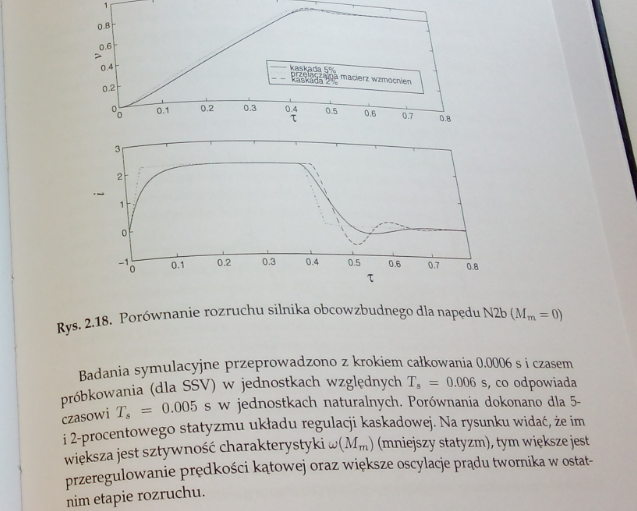 1
0.8
0.6
0.4
0.2
0
ν
kaskada 5%
przełączalna macierz wzmocnien
kaskada 2%
0 0.1 0.2 0.3 0.4 0.5 0.6 0.7 0.8
τ
3
2
1
0
−1
i
0 0.1 0.2 0.3 0.4 0.5 0.6 0.7 0.8
τ
Rys. 2.18. Porównanie rozruchu silnika obcowzbudnego dla napędu N2b (Mm = 0)
Badania symulacyjne przeprowadzono z krokiem całkowania 0.0006 s i czasem
próbkowania (dla SSV) w jednostkach względnych Ts = 0.006 s, co odpowiada
czasowi Ts = 0.005 s w jednostkach naturalnych. Porównania dokonano dla 5-
i 2-procentowego statyzmu układu regulacji kaskadowej. Na rysunku widać, że im
większa jest sztywność charakterystyki ω(Mm) (mniejszy statyzm), tym większe jest
przeregulowanie prędkości kątowej oraz większe oscylacje prądu twornika w ostat-
nim etapie rozruchu.